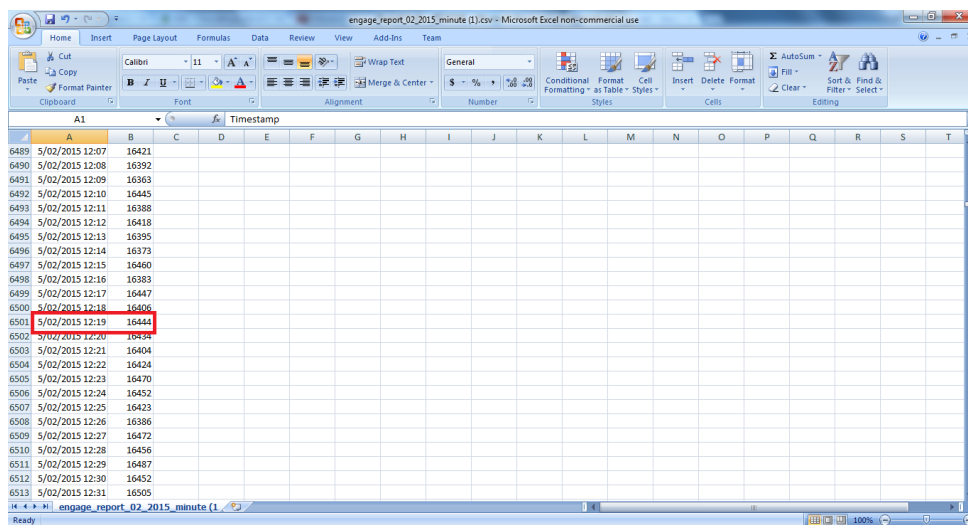 engage_report_02_2015_minute (1).csv - Microsoft Excel non-commercial use
Home Insert Page Layout Formulas Data Review View Add-Ins Team
Paste
Cut
Copy
Format Painter
Clipboard
Calibri 11 A A
B I U A
Font
Wrap Text
Merge & Center
Alignment
General
$ % , .0 .00 .00 .0
Number
Conditional Formatting
Format as Table
Cell Styles
Styles
Insert Delete Format
Cells
Σ AutoSum
Fill
Clear
Sort & Filter
Find & Select
Editing
A1 fx Timestamp
A B C D E F G H I J K L M N O P Q R S T
6489 5/02/2015 12:07 16421
6490 5/02/2015 12:08 16392
6491 5/02/2015 12:09 16363
6492 5/02/2015 12:10 16445
6493 5/02/2015 12:11 16388
6494 5/02/2015 12:12 16418
6495 5/02/2015 12:13 16395
6496 5/02/2015 12:14 16373
6497 5/02/2015 12:15 16460
6498 5/02/2015 12:16 16383
6499 5/02/2015 12:17 16447
6500 5/02/2015 12:18 16406
6501 5/02/2015 12:19 16444
6502 5/02/2015 12:20 16434
6503 5/02/2015 12:21 16404
6504 5/02/2015 12:22 16424
6505 5/02/2015 12:23 16470
6506 5/02/2015 12:24 16452
6507 5/02/2015 12:25 16423
6508 5/02/2015 12:26 16386
6509 5/02/2015 12:27 16472
6510 5/02/2015 12:28 16456
6511 5/02/2015 12:29 16487
6512 5/02/2015 12:30 16452
6513 5/02/2015 12:31 16505
engage_report_02_2015_minute (1
Ready 100%